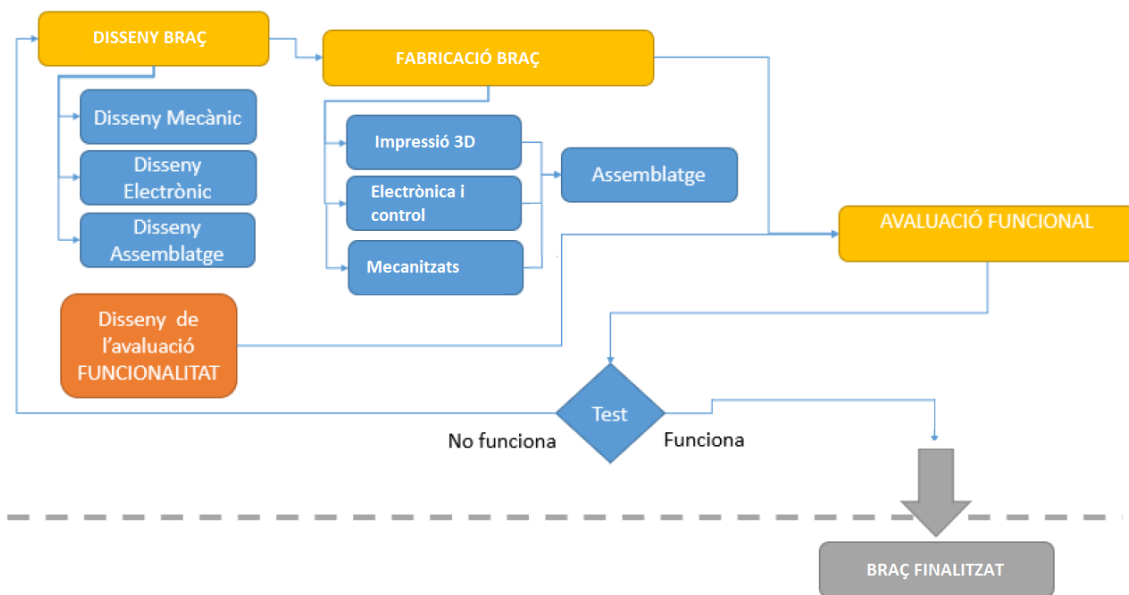 DISSENY BRAÇ
FABRICACIÓ BRAÇ
Disseny Mecànic
Disseny
Electrònic
Disseny
Assemblatge
Impressió 3D
Electrònica i
control
Mecanitzats
Assemblatge
AVALUACIÓ FUNCIONAL
Disseny de
l'avaluació
FUNCIONALITAT
Test
No funciona
Funciona
BRAÇ FINALITZAT